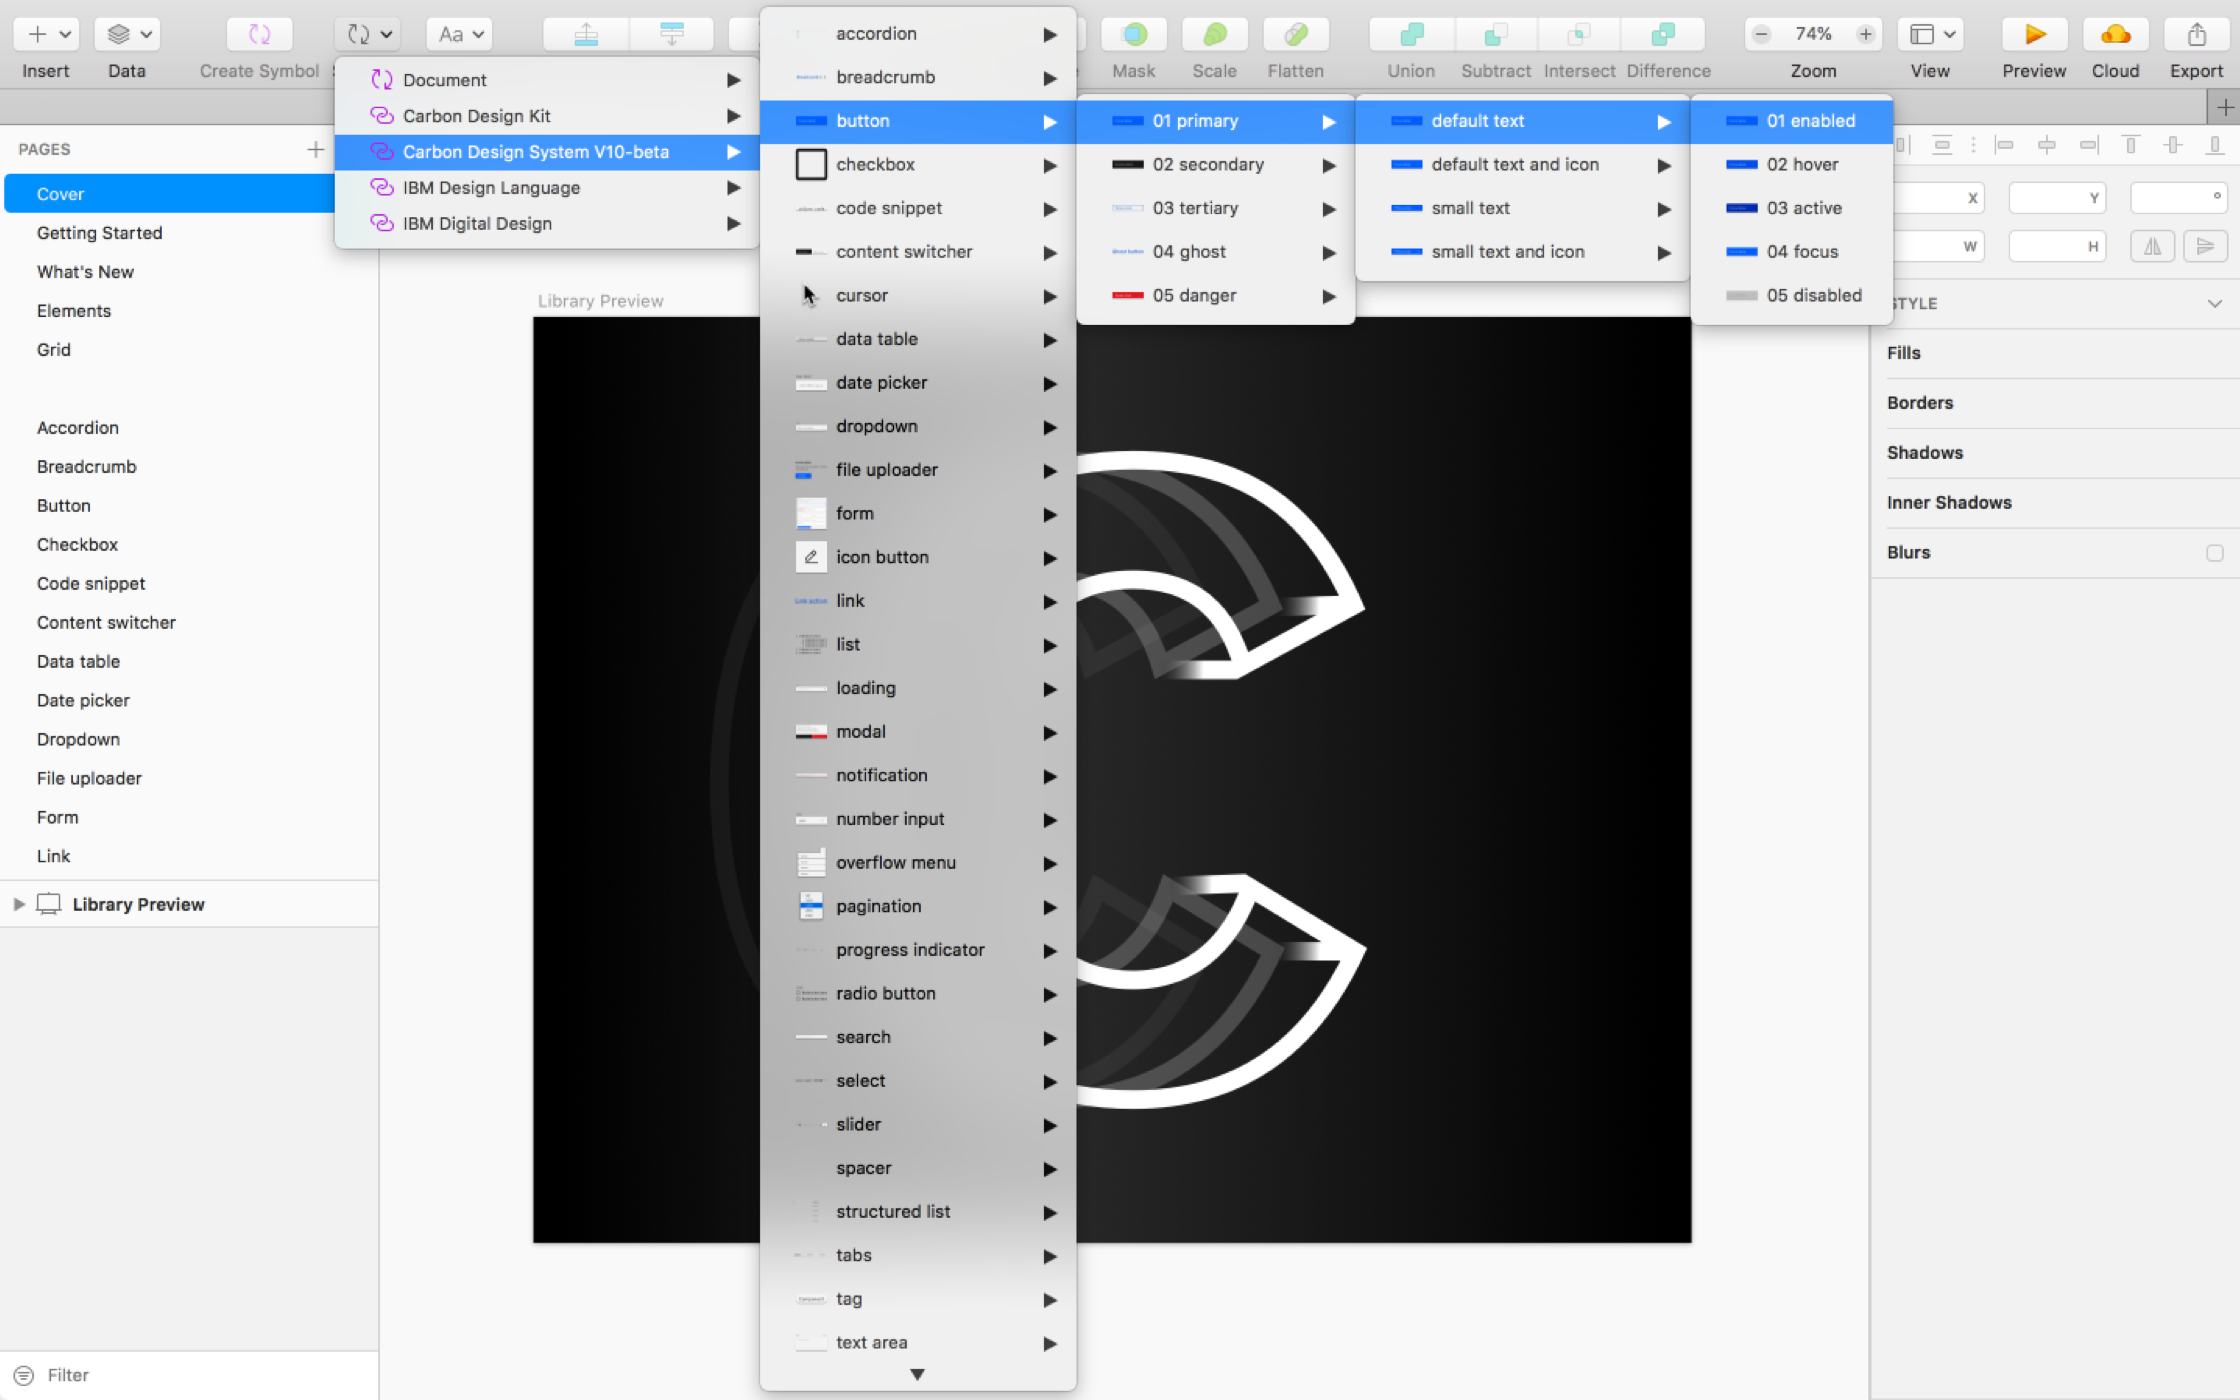 Insert
Data
Create Symbol
Aa
Mask
Scale
Flatten
Union
Subtract
Intersect
Difference
74%
Zoom
View
Preview
Cloud
Export
PAGES
Cover
Getting Started
What's New
Elements
Grid
Accordion
Breadcrumb
Button
Checkbox
Code snippet
Content switcher
Data table
Date picker
Dropdown
File uploader
Form
Link
Library Preview
Filter
Document
Carbon Design Kit
Carbon Design System V10-beta
IBM Design Language
IBM Digital Design
Library Preview
accordion
breadcrumb
button
checkbox
code snippet
content switcher
cursor
data table
date picker
dropdown
file uploader
form
icon button
link
list
loading
modal
notification
number input
overflow menu
pagination
progress indicator
radio button
search
select
slider
spacer
structured list
tabs
tag
text area
01 primary
02 secondary
03 tertiary
04 ghost
05 danger
default text
default text and icon
small text
small text and icon
01 enabled
02 hover
03 active
04 focus
05 disabled
X
Y
°
W
H
TYLE
Fills
Borders
Shadows
Inner Shadows
Blurs